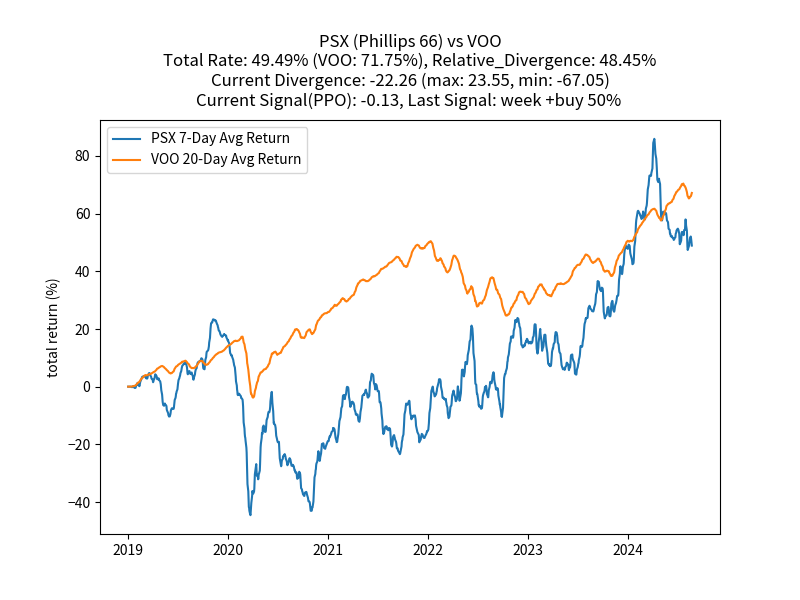 PSX (Phillips 66) vs VOO
Total Rate: 49.49% (VOO: 71.75%), Relative_Divergence: 48.45%
Current Divergence: -22.26 (max: 23.55, min: -67.05)
Current Signal(PPO): -0.13, Last Signal: week +buy 50%
PSX 7-Day Avg Return
VOO 20-Day Avg Return
total return (%)
80
60
40
20
0
−20
−40
2019 2020 2021 2022 2023 2024